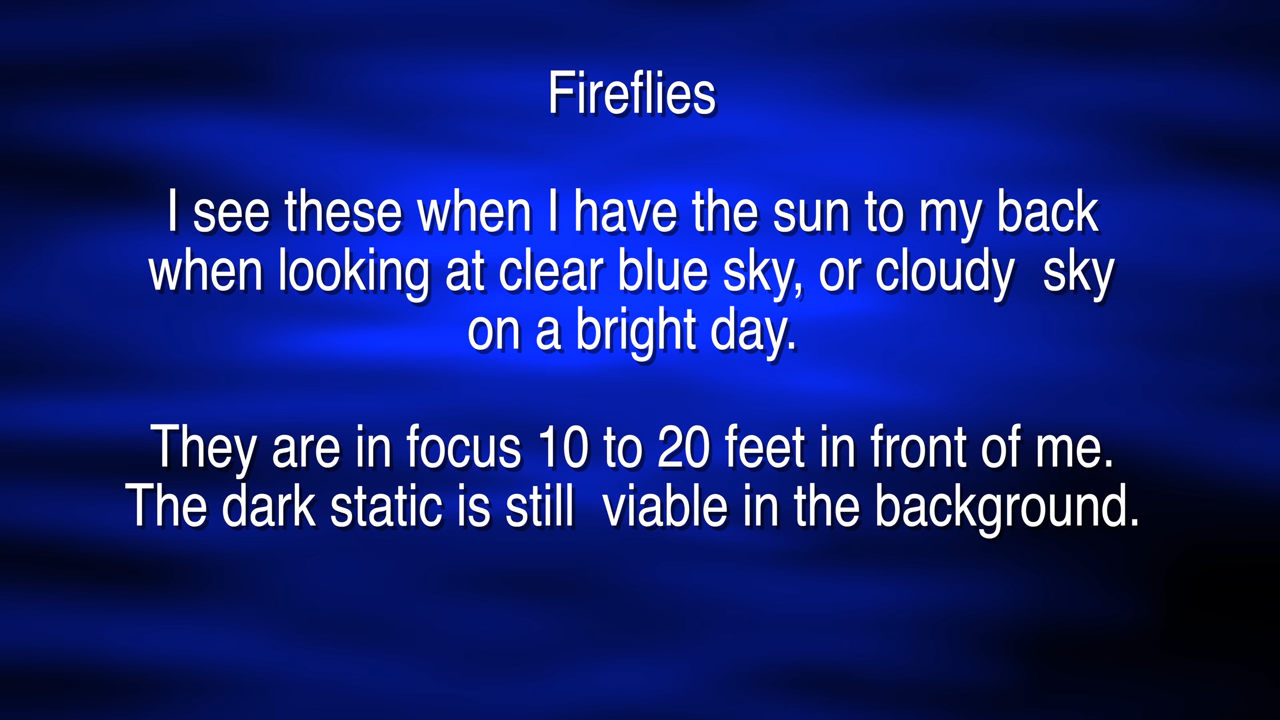 Fireflies
I see these when I have the sun to my back
when looking at clear blue sky, or cloudy  sky
on a bright day.
They are in focus 10 to 20 feet in front of me.
The dark static is still  viable in the background.